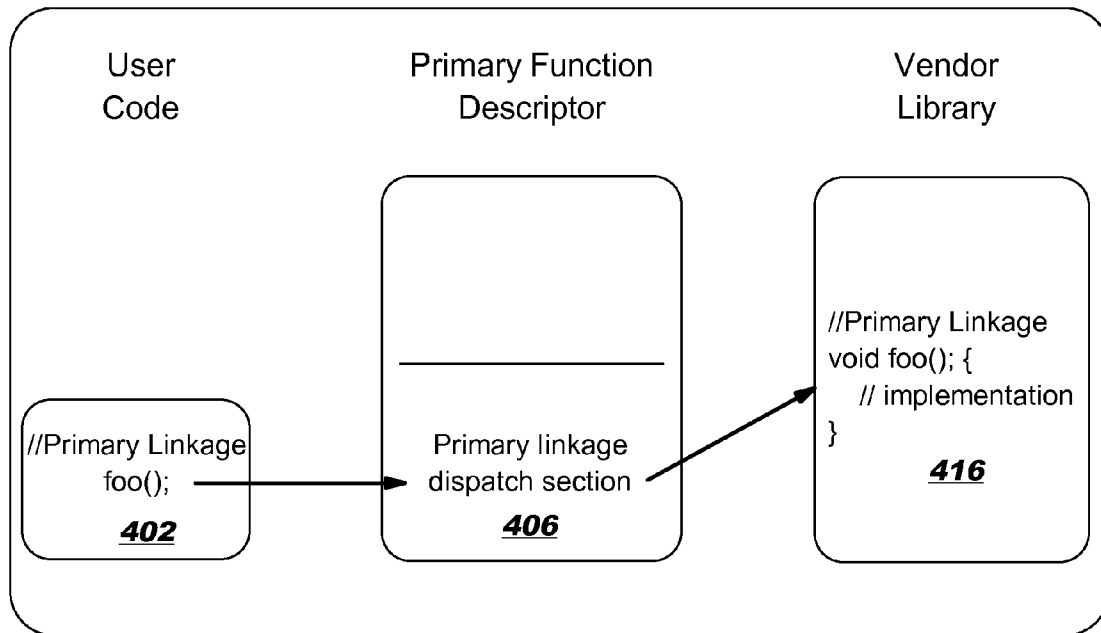 User
Code
Primary Function
Descriptor
Vendor
Library
//Primary Linkage
foo();
402
Primary linkage
dispatch section
406
//Primary Linkage
void foo(); {
// implementation
}
416